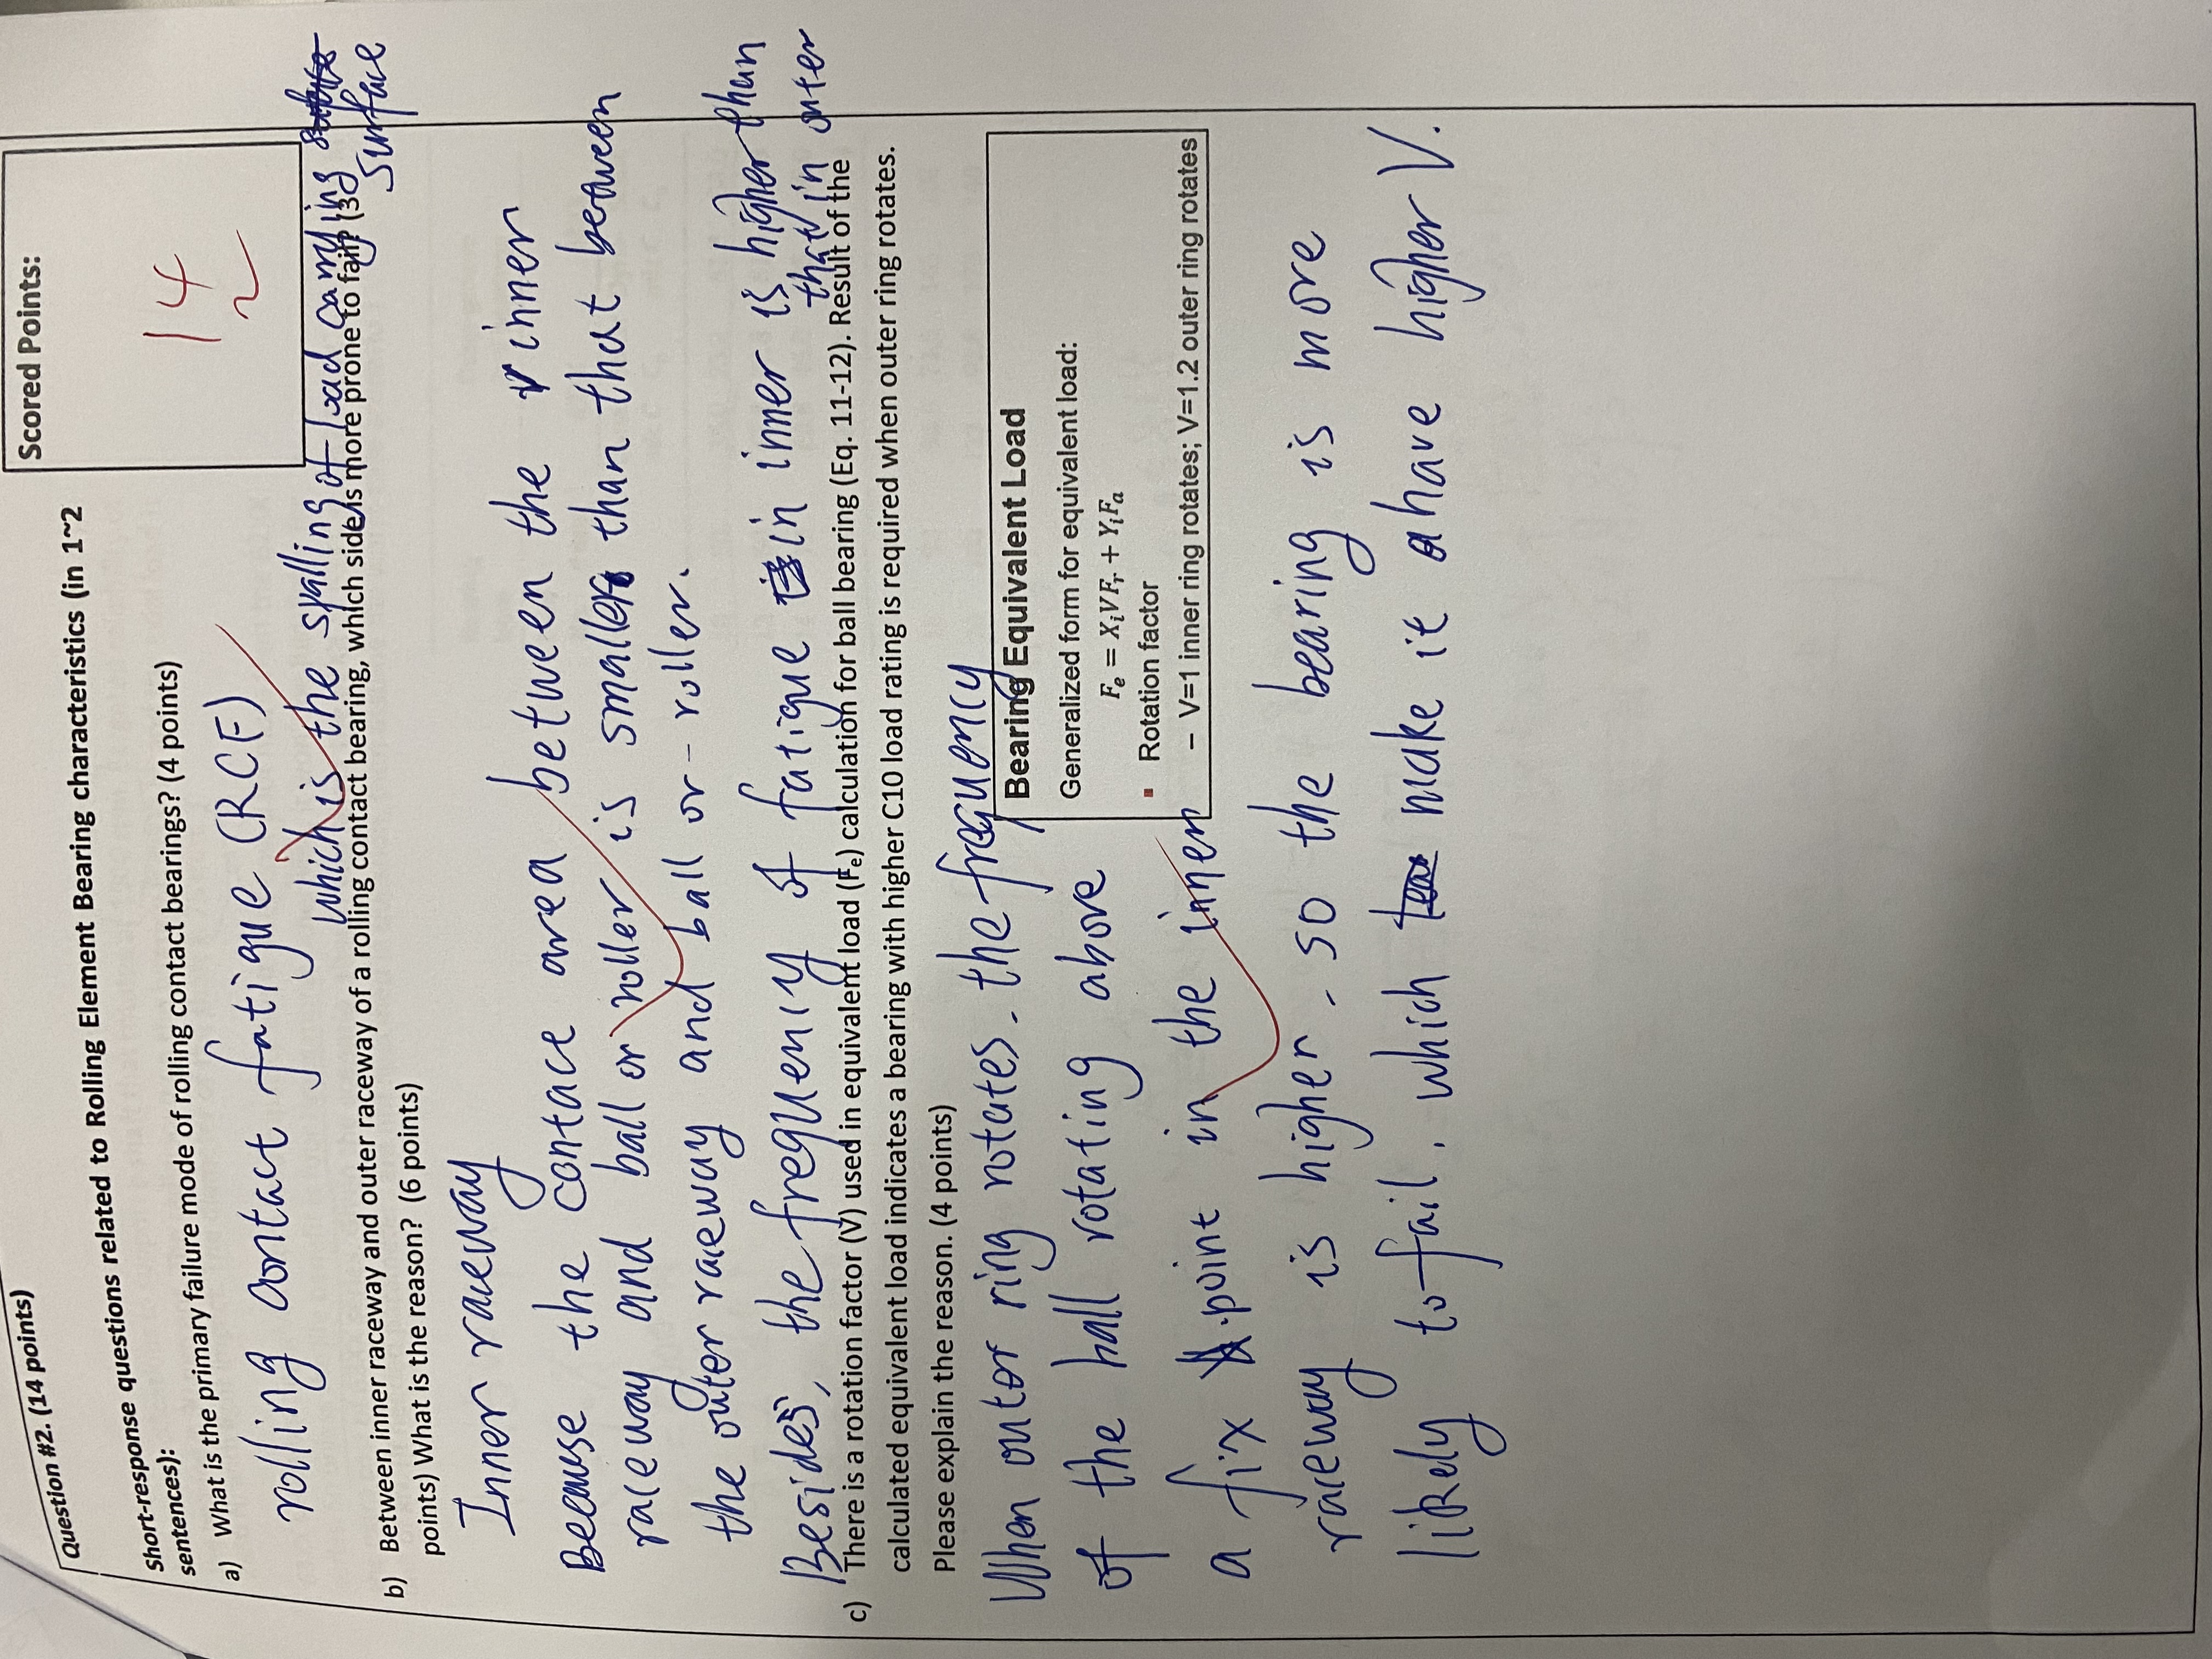 Question #2. (14 points)
Scored Points:
14
Short-response questions related to Rolling Element Bearing characteristics (in 1~2
sentences):
a) What is the primary failure mode of rolling contact bearings? (4 points)
rolling contact fatigue (RCF)
which is the spalling of load carrying
surface
b) Between inner raceway and outer raceway of a rolling contact bearing, which side is more prone to fail? (3
points) What is the reason? (6 points)
Inner raceway
Because the contace area between the inner
raceway and ball or roller is smaller than that between
the outer raceway and ball or - roller.
Besides, the frequency of fatigue in inner is higher than
that in outer
c) There is a rotation factor (V) used in equivalent load (Fe) calculation for ball bearing (Eq. 11-12). Result of the
calculated equivalent load indicates a bearing with higher C10 load rating is required when outer ring rotates.
Please explain the reason. (4 points)
When outer ring rotates. the frequency
of the ball rotating above
a fix point in the inner
raceway is higher, so the bearing is more
likely to fail, which make it have higher V.
Bearing Equivalent Load
Generalized form for equivalent load:
Fe = XiVFr + YiFa
▪ Rotation factor
– V=1 inner ring rotates; V=1.2 outer ring rotates